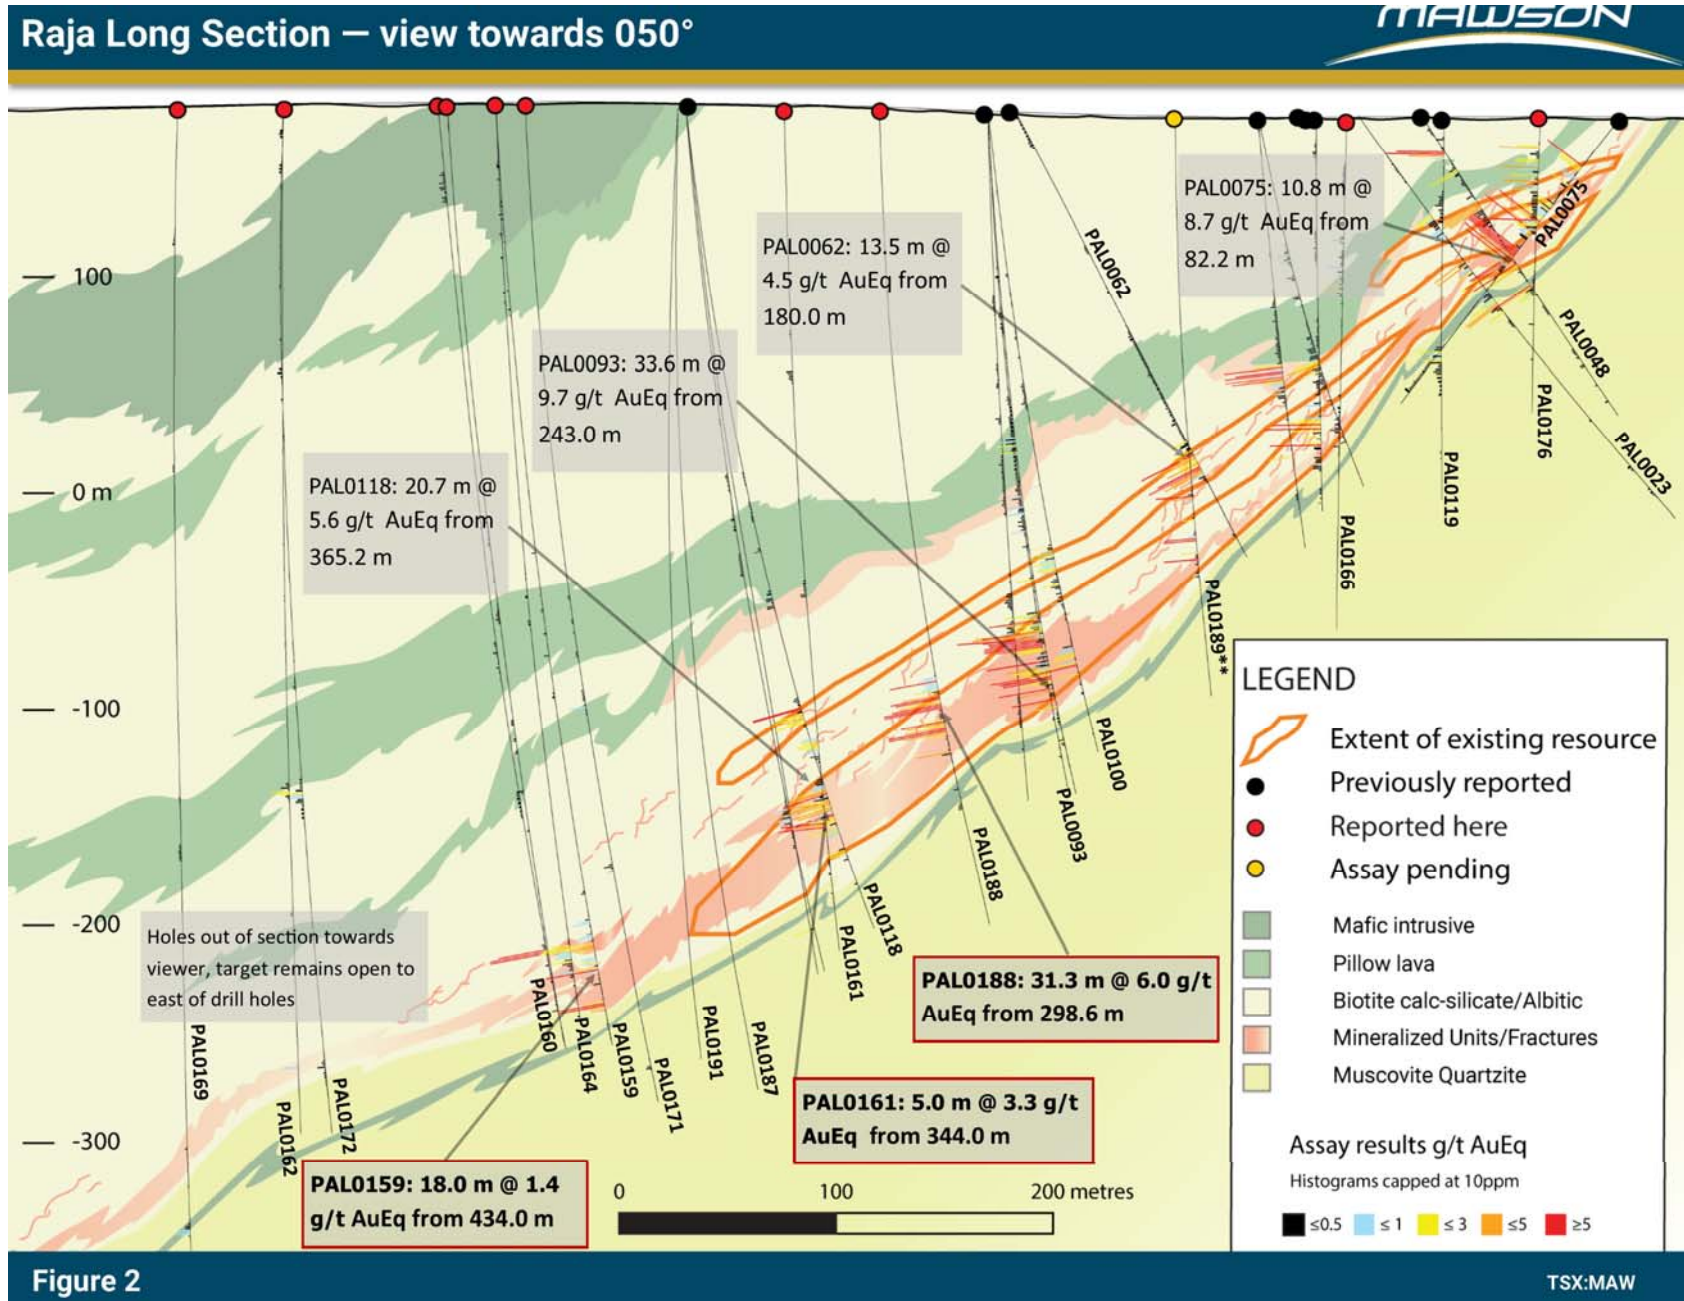 Raja Long Section — view towards 050°
MAWSON
PAL0075: 10.8 m @
8.7 g/t AuEq from
82.2 m
PAL0075
PAL0062: 13.5 m @
4.5 g/t AuEq from
180.0 m
PAL0062
100
PAL0048
PAL0093: 33.6 m @
9.7 g/t AuEq from
243.0 m
PAL0176
PAL0023
PAL0119
PAL0118: 20.7 m @
5.6 g/t AuEq from
365.2 m
0 m
PAL0166
PAL0189**
-100
PAL0100
PAL0093
PAL0188
PAL0118
PAL0161
-200
Holes out of section towards
viewer, target remains open to
east of drill holes
PAL0169
PAL0162
PAL0172
PAL0160
PAL0164
PAL0159
PAL0171
PAL0191
PAL0187
PAL0188: 31.3 m @ 6.0 g/t
AuEq from 298.6 m
PAL0161: 5.0 m @ 3.3 g/t
AuEq from 344.0 m
-300
PAL0159: 18.0 m @ 1.4
g/t AuEq from 434.0 m
0 100 200 metres
LEGEND
Extent of existing resource
Previously reported
Reported here
Assay pending
Mafic intrusive
Pillow lava
Biotite calc-silicate/Albitic
Mineralized Units/Fractures
Muscovite Quartzite
Assay results g/t AuEq
Histograms capped at 10ppm
≤0.5 ≤ 1 ≤ 3 ≤5 ≥5
Figure 2
TSX:MAW